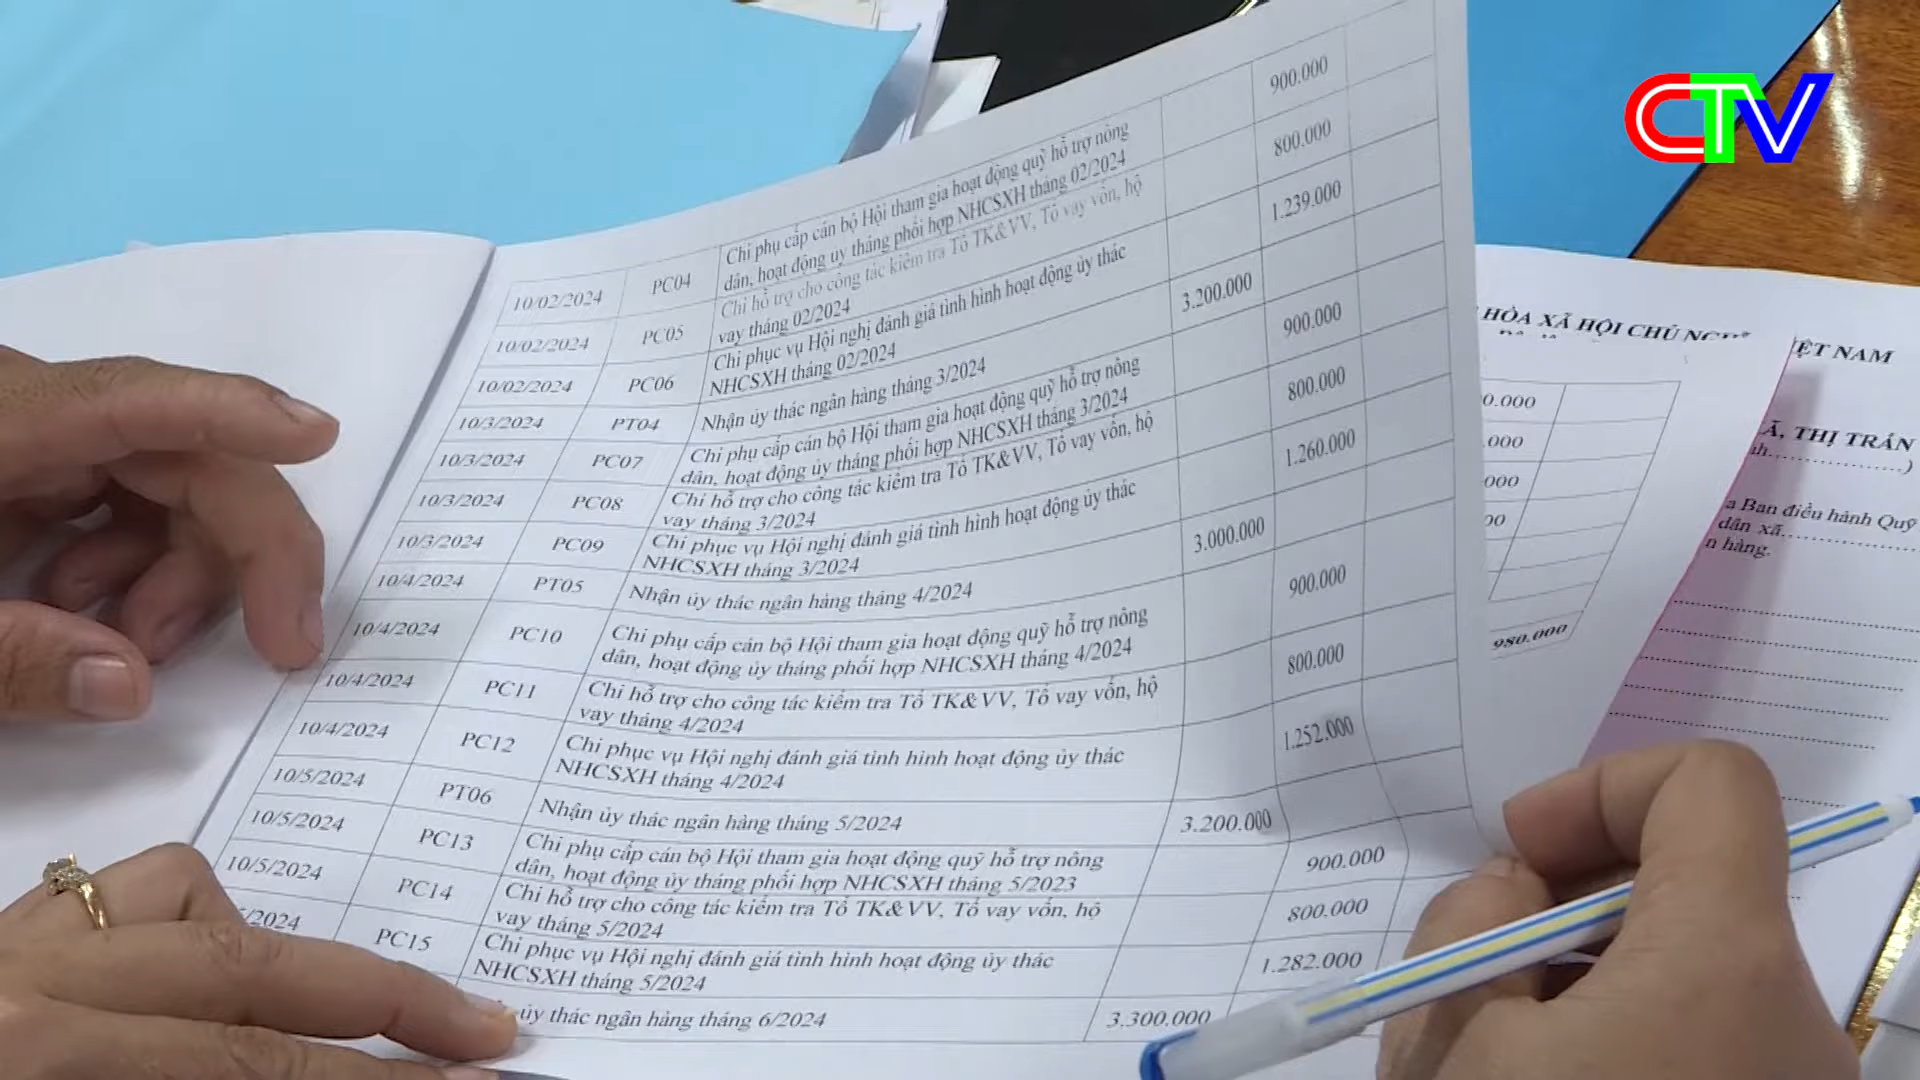 CTV
900.000
10/02/2024 PC04 Chi phụ cấp cán bộ Hội tham gia hoạt động quỹ hỗ trợ nông
dân, hoạt động ủy tháng phối hợp NHCSXH tháng 02/2024 800.000
10/02/2024 PC05 Chi hỗ trợ cho công tác kiểm tra Tổ TK&VV, Tổ vay vốn, hộ
vay tháng 02/2024 1.239.000
10/02/2024 PC06 Chi phục vụ Hội nghị đánh giá tình hình hoạt động ủy thác
NHCSXH tháng 02/2024
10/3/2024 PT04 Nhận ủy thác ngân hàng tháng 3/2024 3.200.000
10/3/2024 PC07 Chi phụ cấp cán bộ Hội tham gia hoạt động quỹ hỗ trợ nông
dân, hoạt động ủy tháng phối hợp NHCSXH tháng 3/2024 900.000
10/3/2024 PC08 Chi hỗ trợ cho công tác kiểm tra Tổ TK&VV, Tổ vay vốn, hộ
vay tháng 3/2024 800.000
10/3/2024 PC09 Chi phục vụ Hội nghị đánh giá tình hình hoạt động ủy thác
NHCSXH tháng 3/2024 1.260.000
10/4/2024 PT05 Nhận ủy thác ngân hàng tháng 4/2024 3.000.000
10/4/2024 PC10 Chi phụ cấp cán bộ Hội tham gia hoạt động quỹ hỗ trợ nông
dân, hoạt động ủy tháng phối hợp NHCSXH tháng 4/2024 900.000
10/4/2024 PC11 Chi hỗ trợ cho công tác kiểm tra Tổ TK&VV, Tổ vay vốn, hộ
vay tháng 4/2024 800.000
10/4/2024 PC12 Chi phục vụ Hội nghị đánh giá tình hình hoạt động ủy thác
NHCSXH tháng 4/2024 1.252.000
10/5/2024 PT06 Nhận ủy thác ngân hàng tháng 5/2024 3.200.000
10/5/2024 PC13 Chi phụ cấp cán bộ Hội tham gia hoạt động quỹ hỗ trợ nông
dân, hoạt động ủy tháng phối hợp NHCSXH tháng 5/2023 900.000
10/5/2024 PC14 Chi hỗ trợ cho công tác kiểm tra Tổ TK&VV, Tổ vay vốn, hộ
vay tháng 5/2024 800.000
5/2024 PC15 Chi phục vụ Hội nghị đánh giá tình hình hoạt động ủy thác
NHCSXH tháng 5/2024 1.282.000
ủy thác ngân hàng tháng 6/2024 3.300.000
HÒA XÃ HỘI CHỦ NGHĨ
IỆT NAM
0.000
.000
000
00
980.000
Ã, THỊ TRẤN
nh..................)
a Ban điều hành Quỹ
dân xã
n hàng.